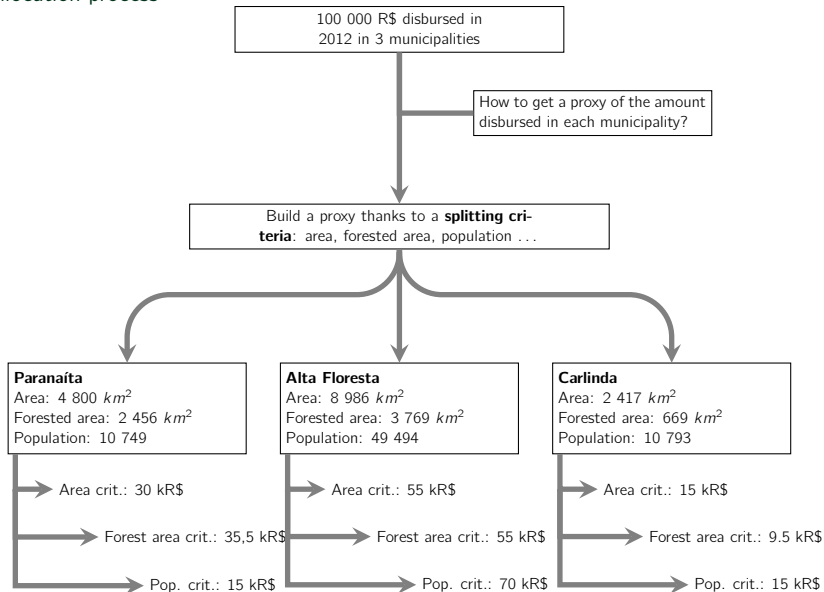 100 000 R$ disbursed in
2012 in 3 municipalities
How to get a proxy of the amount
disbursed in each municipality?
Build a proxy thanks to a splitting cri-
teria: area, forested area, population ...
Paranaíta
Area: 4 800 km²
Forested area: 2 456 km²
Population: 10 749
Area crit.: 30 kR$
Forest area crit.: 35,5 kR$
Pop. crit.: 15 kR$
Alta Floresta
Area: 8 986 km²
Forested area: 3 769 km²
Population: 49 494
Area crit.: 55 kR$
Forest area crit.: 55 kR$
Pop. crit.: 70 kR$
Carlinda
Area: 2 417 km²
Forested area: 669 km²
Population: 10 793
Area crit.: 15 kR$
Forest area crit.: 9.5 kR$
Pop. crit.: 15 kR$